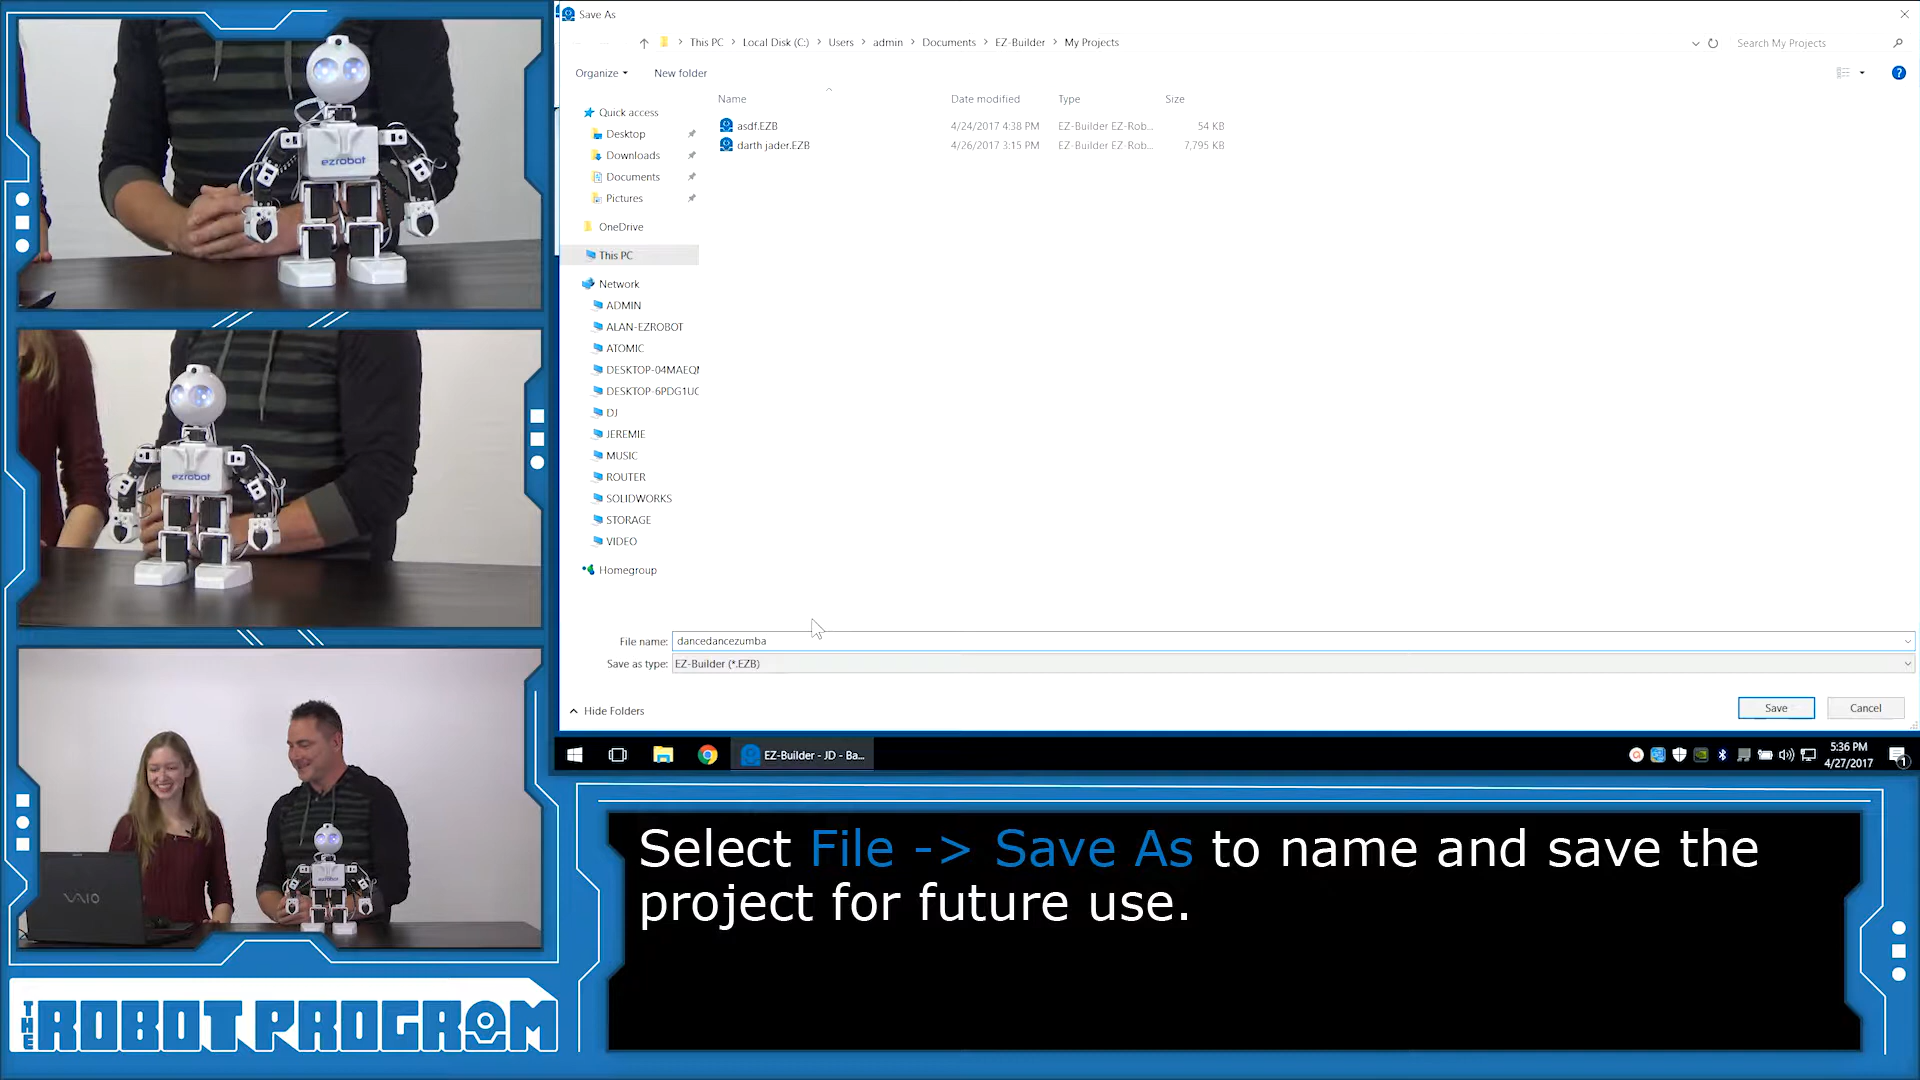 Save As
This PC > Local Disk (C:) > Users > admin > Documents > EZ-Builder > My Projects
Search My Projects
Organize
New folder
?
Name
Date modified
Type
Size
asdf.EZB
4/24/2017 4:38 PM
EZ-Builder EZ-Rob...
54 KB
darth jader.EZB
4/26/2017 3:15 PM
EZ-Builder EZ-Rob...
7,795 KB
Quick access
Desktop
Downloads
Documents
Pictures
OneDrive
This PC
Network
ADMIN
ALAN-EZROBOT
ATOMIC
DESKTOP-04MAEQ
DESKTOP-6PDG1UC
DJ
JEREMIE
MUSIC
ROUTER
SOLIDWORKS
STORAGE
VIDEO
Homegroup
File name: dancedancezumba
Save as type: EZ-Builder (*.EZB)
Hide Folders
Save
Cancel
EZ-Builder - JD - Ba...
5:36 PM
4/27/2017
1
ezrobot
ezrobot
VAIO
Select File -> Save As to name and save the
project for future use.
THE ROBOT PROGRAM